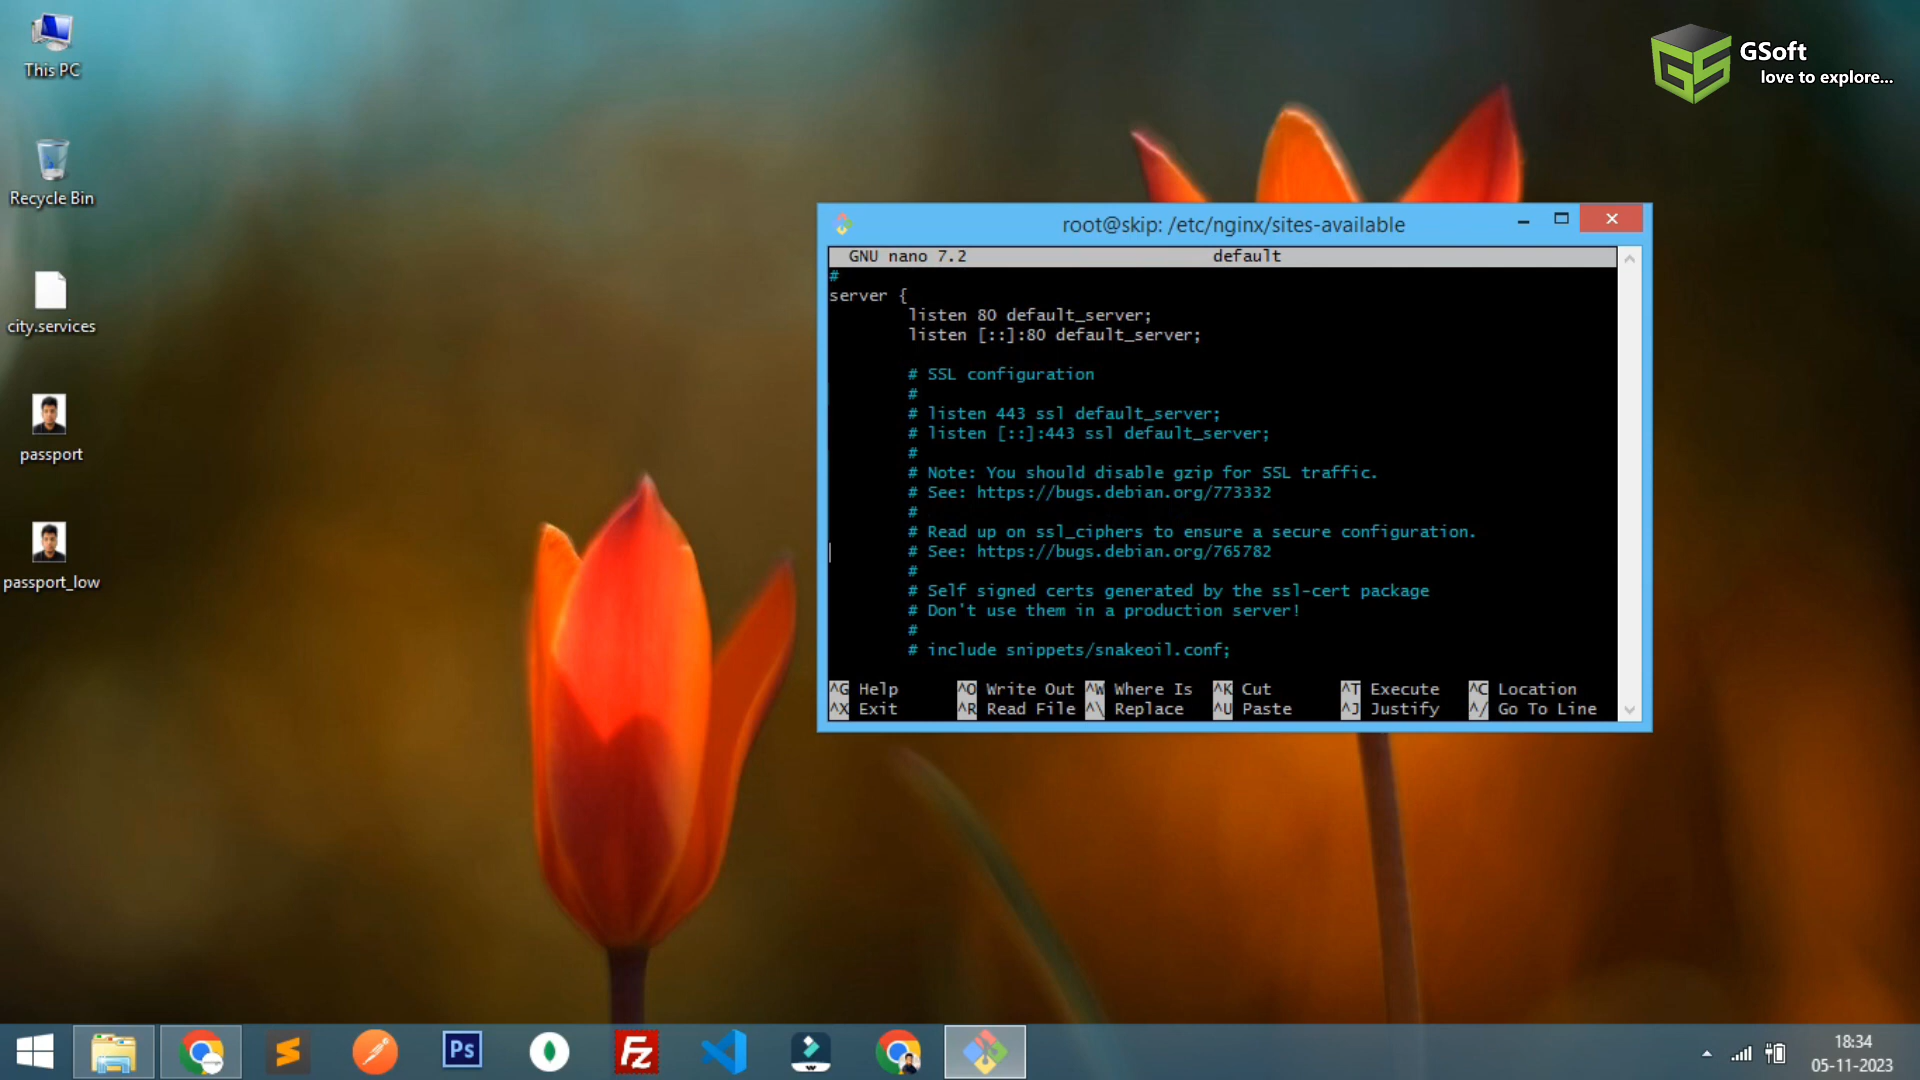 This PC
Recycle Bin
city.services
passport
passport_low
GSoft
love to explore...
root@skip: /etc/nginx/sites-available
GNU nano 7.2 default
#
server {
listen 80 default_server;
listen [::]:80 default_server;
# SSL configuration
#
# listen 443 ssl default_server;
# listen [::]:443 ssl default_server;
#
# Note: You should disable gzip for SSL traffic.
# See: https://bugs.debian.org/773332
#
# Read up on ssl_ciphers to ensure a secure configuration.
# See: https://bugs.debian.org/765782
#
# Self signed certs generated by the ssl-cert package
# Don't use them in a production server!
#
# include snippets/snakeoil.conf;
^G Help ^O Write Out ^W Where Is ^K Cut ^T Execute ^C Location
^X Exit ^R Read File ^\ Replace ^U Paste ^J Justify ^/ Go To Line
Ps
FZ
18:34
05-11-2023